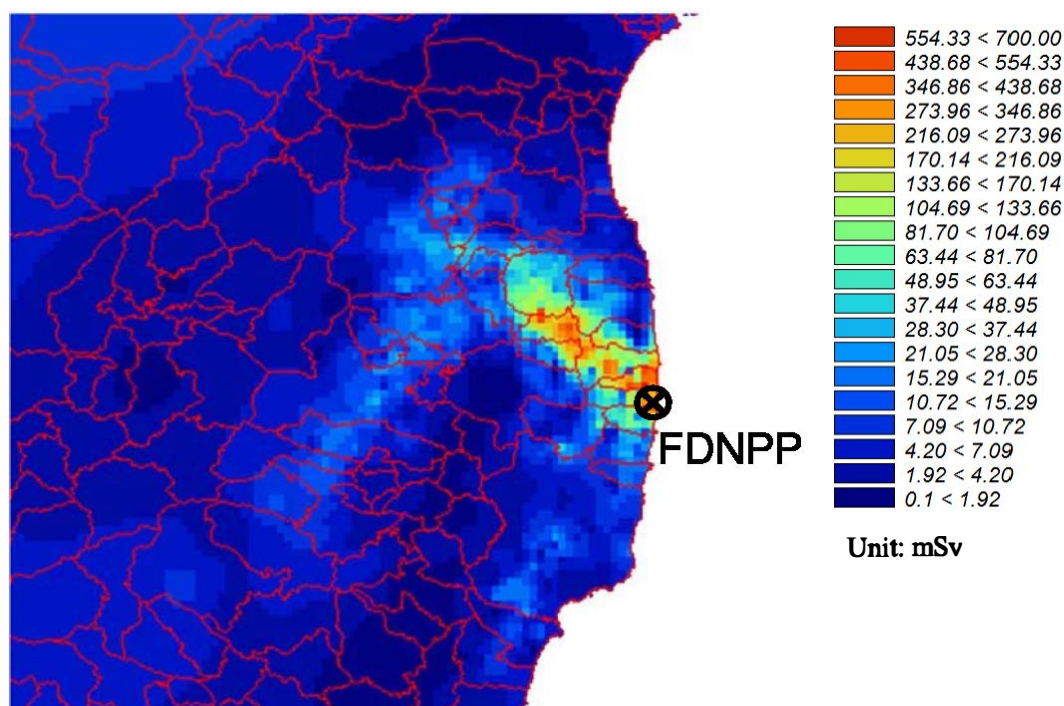 554.33 < 700.00
438.68 < 554.33
346.86 < 438.68
273.96 < 346.86
216.09 < 273.96
170.14 < 216.09
133.66 < 170.14
104.69 < 133.66
81.70 < 104.69
63.44 < 81.70
48.95 < 63.44
37.44 < 48.95
28.30 < 37.44
21.05 < 28.30
15.29 < 21.05
10.72 < 15.29
7.09 < 10.72
4.20 < 7.09
1.92 < 4.20
0.1 < 1.92
FDNPP
Unit: mSv